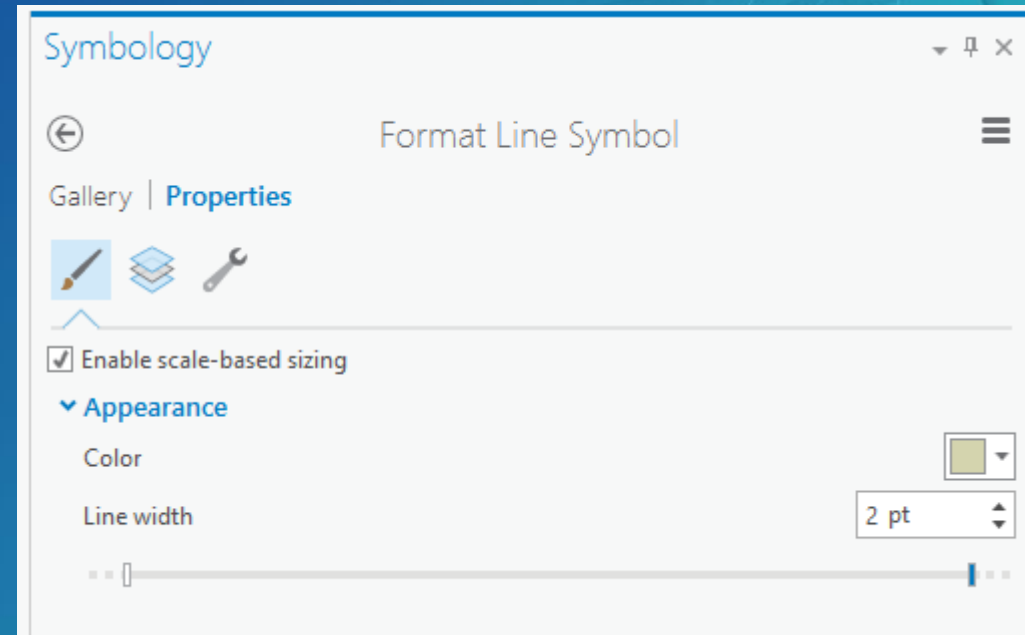 Symbology
Format Line Symbol
Gallery | Properties
Enable scale-based sizing
Appearance
Color
Line width 2 pt